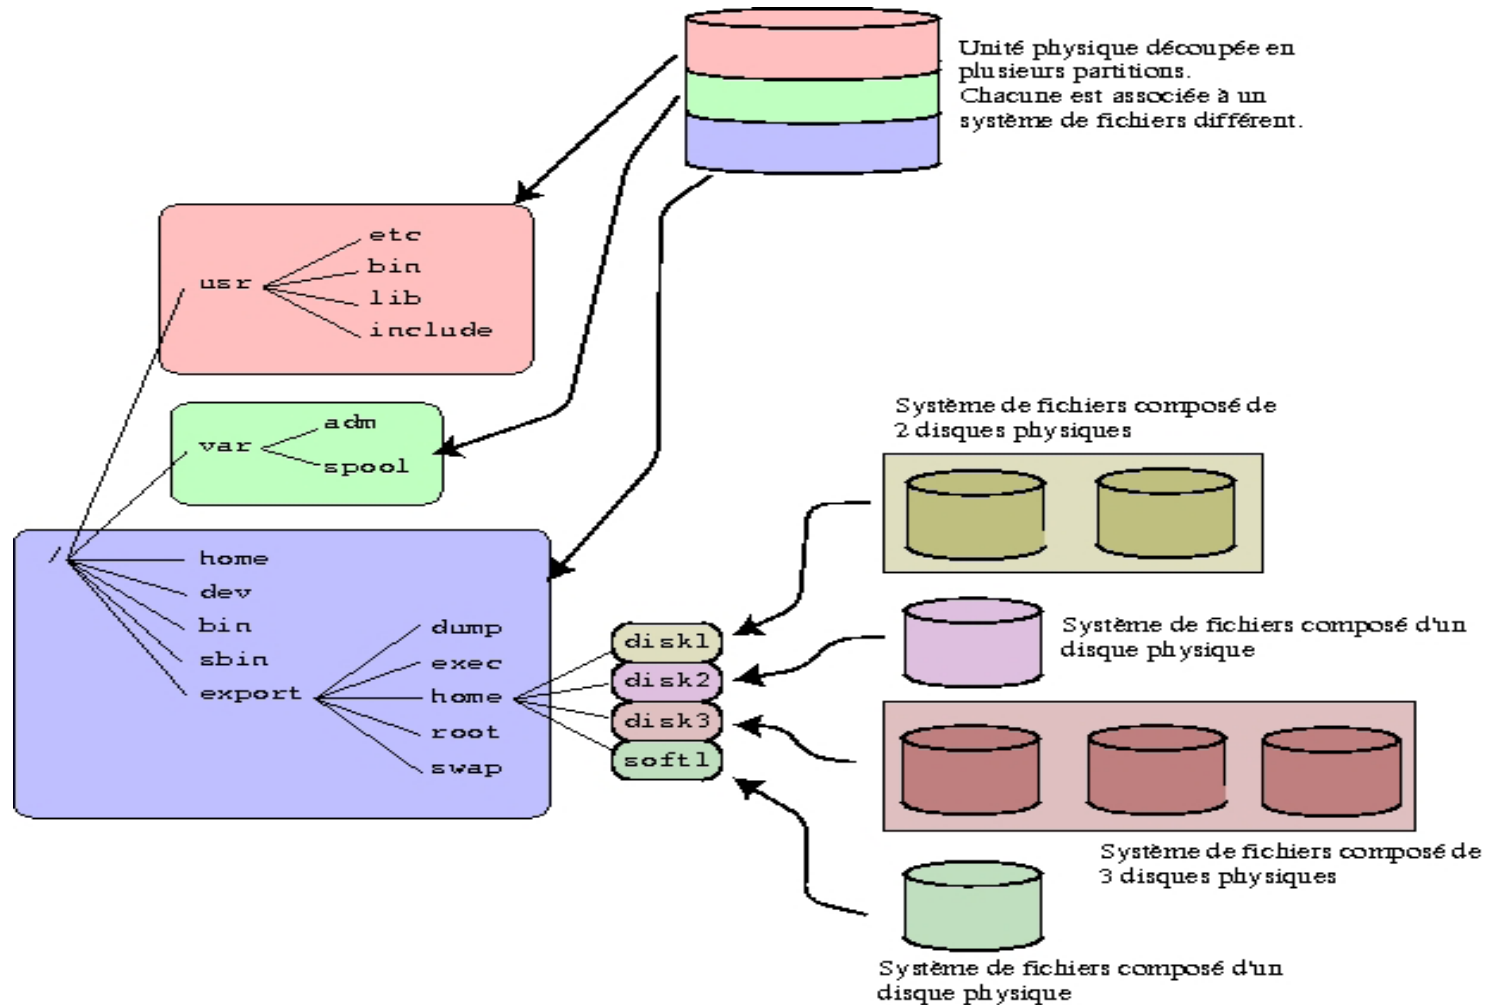 Unité physique découpée en
plusieurs partitions.
Chacune est associée à un
système de fichiers différent.
etc
bin
usr
lib
include
adm
var
spool
/
home
dev
bin
sbin
export
dump
exec
home
root
swap
disk1
disk2
disk3
soft1
Système de fichiers composé de
2 disques physiques
Système de fichiers composé d'un
disque physique
Système de fichiers composé de
3 disques physiques
Système de fichiers composé d'un
disque physique